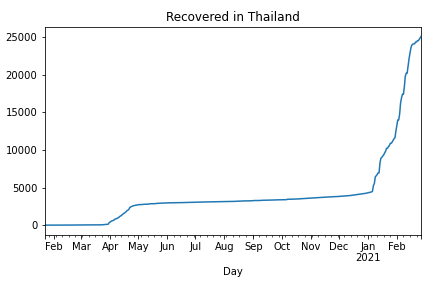 Recovered in Thailand
25000
20000
15000
10000
5000
0
Feb Mar Apr May Jun Jul Aug Sep Oct Nov Dec Jan Feb
2021
Day